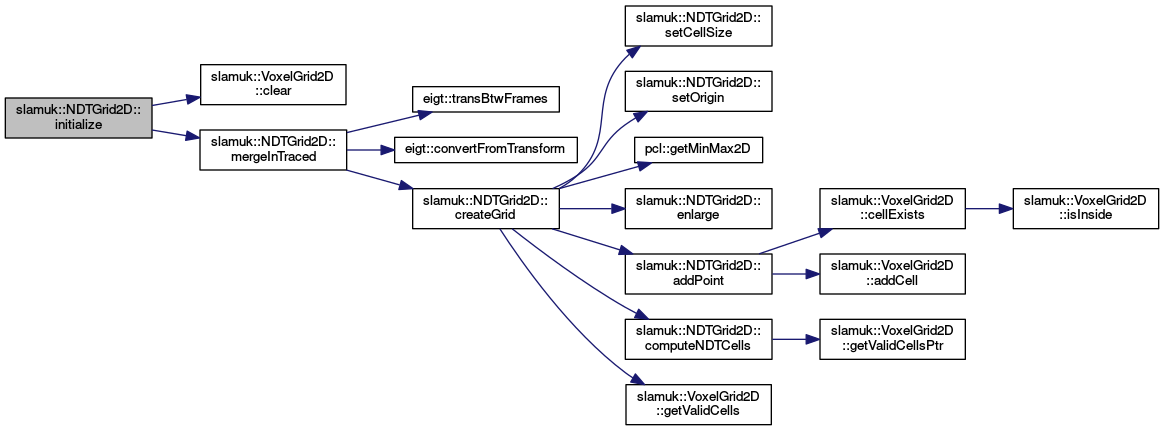 slamuk::NDTGrid2D::
initialize
slamuk::VoxelGrid2D
::clear
slamuk::NDTGrid2D::
mergeInTraced
eigt::transBtwFrames
eigt::convertFromTransform
slamuk::NDTGrid2D::
createGrid
slamuk::NDTGrid2D::
setCellSize
slamuk::NDTGrid2D::
setOrigin
pcl::getMinMax2D
slamuk::NDTGrid2D::
enlarge
slamuk::NDTGrid2D::
addPoint
slamuk::NDTGrid2D::
computeNDTCells
slamuk::VoxelGrid2D
::getValidCells
slamuk::VoxelGrid2D
::cellExists
slamuk::VoxelGrid2D
::addCell
slamuk::VoxelGrid2D
::getValidCellsPtr
slamuk::VoxelGrid2D
::isInside